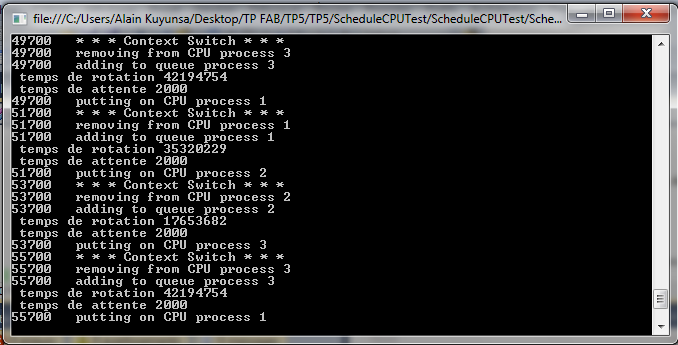 file:///C:/Users/Alain Kuyunsa/Desktop/TP FAB/TP5/TP5/ScheduleCPUTest/ScheduleCPUTest/Sche...
49700 * * * Context Switch * * *
49700 removing from CPU process 3
49700 adding to queue process 3
temps de rotation 42194754
temps de attente 2000
49700 putting on CPU process 1
51700 * * * Context Switch * * *
51700 removing from CPU process 1
51700 adding to queue process 1
temps de rotation 35320229
temps de attente 2000
51700 putting on CPU process 2
53700 * * * Context Switch * * *
53700 removing from CPU process 2
53700 adding to queue process 2
temps de rotation 17653682
temps de attente 2000
53700 putting on CPU process 3
55700 * * * Context Switch * * *
55700 removing from CPU process 3
55700 adding to queue process 3
temps de rotation 42194754
temps de attente 2000
55700 putting on CPU process 1